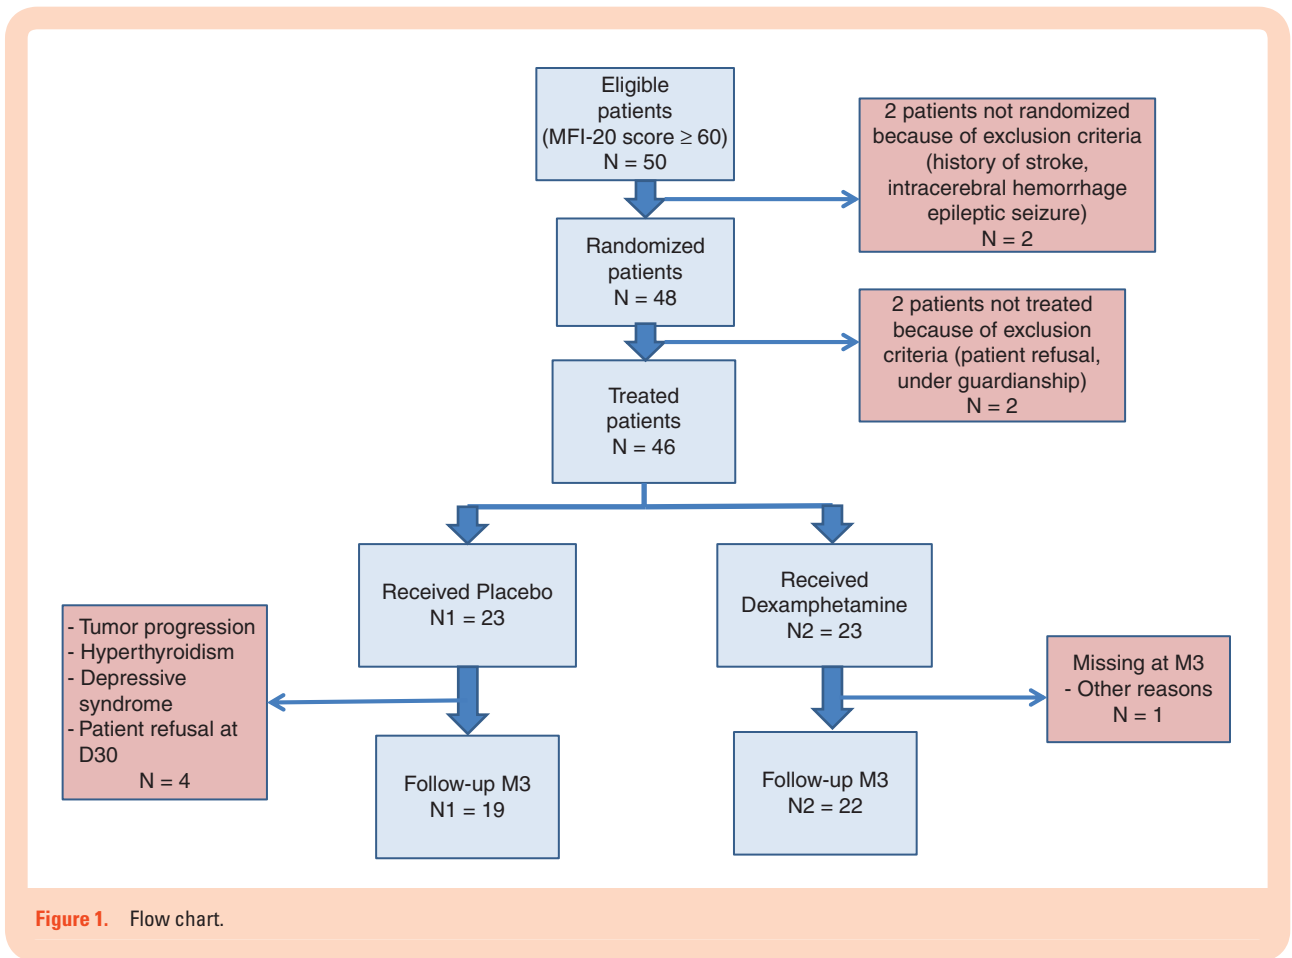 Eligible
patients
(MFI-20 score ≥ 60)
N = 50
2 patients not randomized
because of exclusion criteria
(history of stroke,
intracerebral hemorrhage
epileptic seizure)
N = 2
Randomized
patients
N = 48
2 patients not treated
because of exclusion
criteria (patient refusal,
under guardianship)
N = 2
Treated
patients
N = 46
Received Placebo
N1 = 23
Received
Dexamphetamine
N2 = 23
- Tumor progression
- Hyperthyroidism
- Depressive
syndrome
- Patient refusal at
D30
N = 4
Missing at M3
- Other reasons
N = 1
Follow-up M3
N1 = 19
Follow-up M3
N2 = 22
Figure 1. Flow chart.